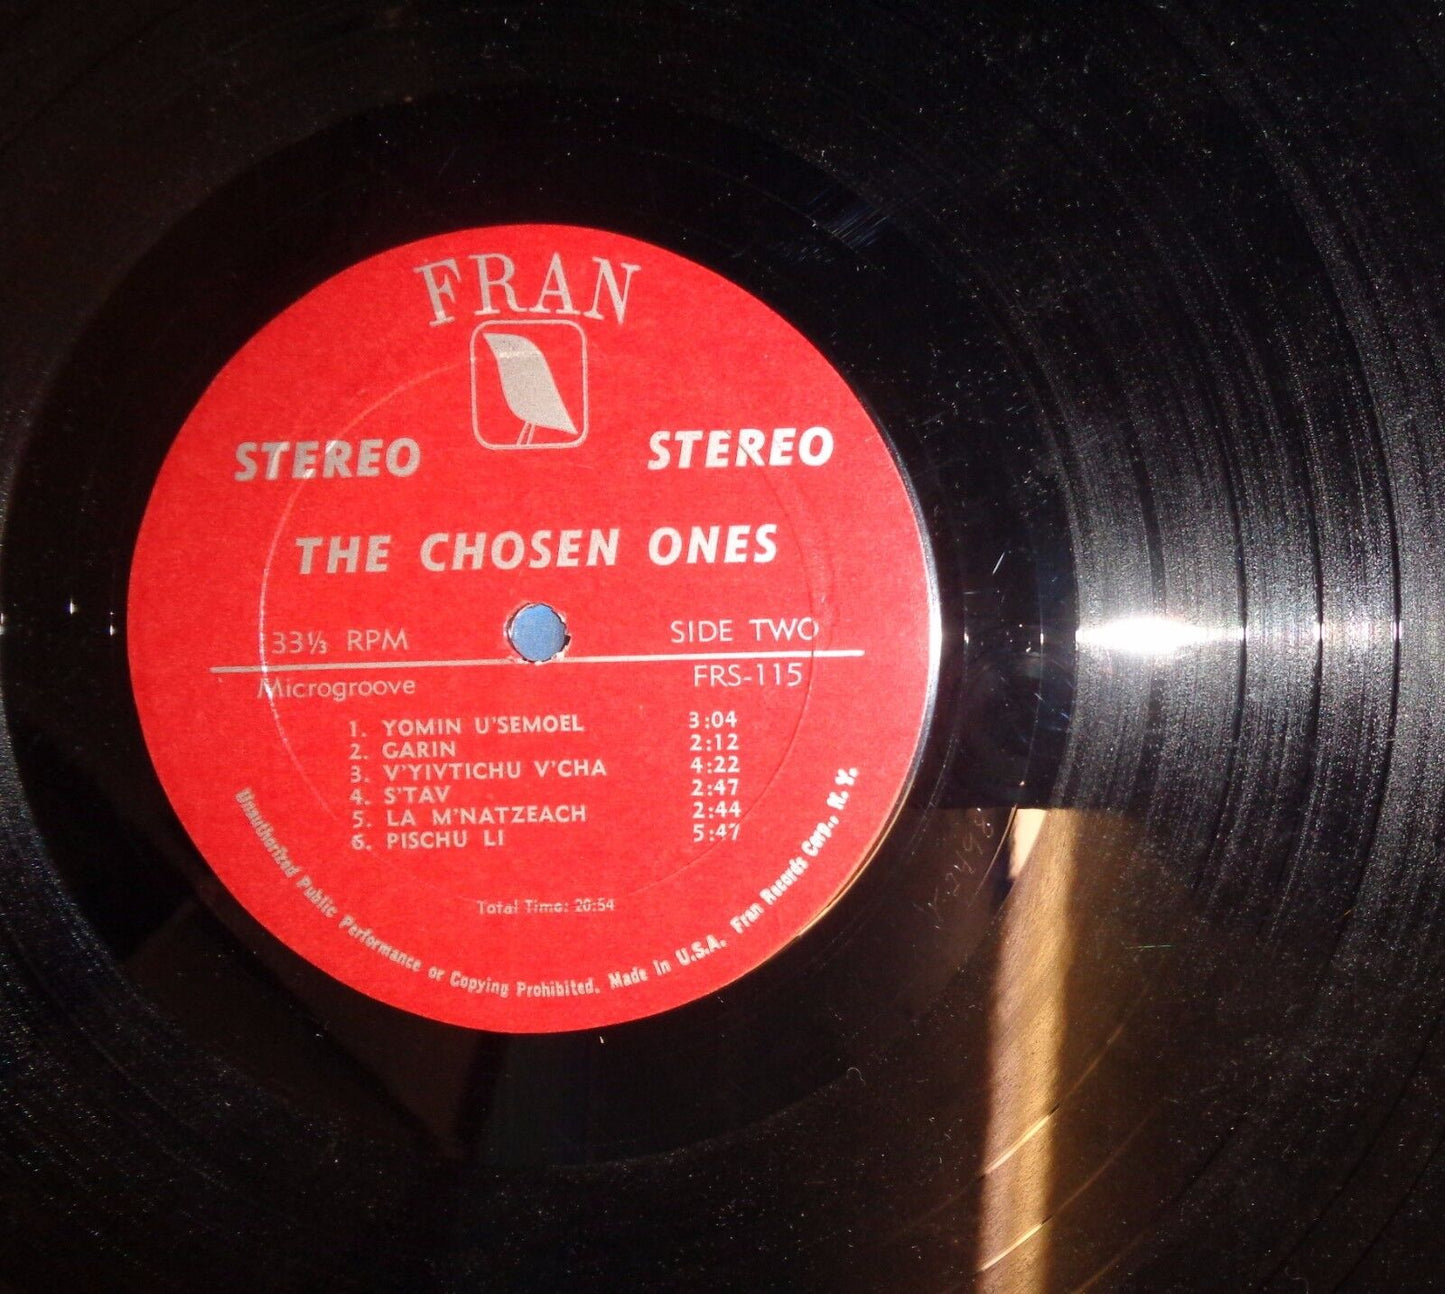 FRAN
STEREO STEREO
THE CHOSEN ONES
33⅓ RPM SIDE TWO
Microgroove FRS-115
1. YOMIN U'SEMOEL 3:04
2. GARIN 2:12
3. V'YIVTICHU V'CHA 4:22
4. S'TAV 2:47
5. LA M'NATZEACH 2:44
6. PISCHU LI 5:47
Total Time: 20:54
Unauthorized Public Performance or Copying Prohibited. Made in U.S.A. Fran Records Corp., N. Y.